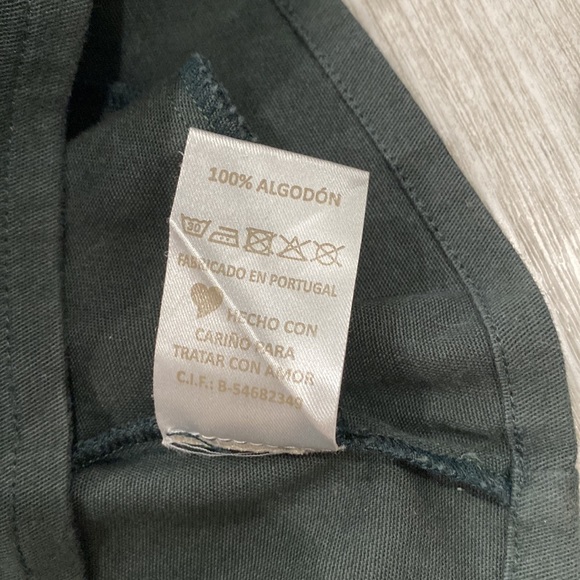 100% ALGODÓN
30
FABRICADO EN PORTUGAL
HECHO CON
CARIÑO PARA
TRATAR CON AMOR
C.I.F.: B-54682349